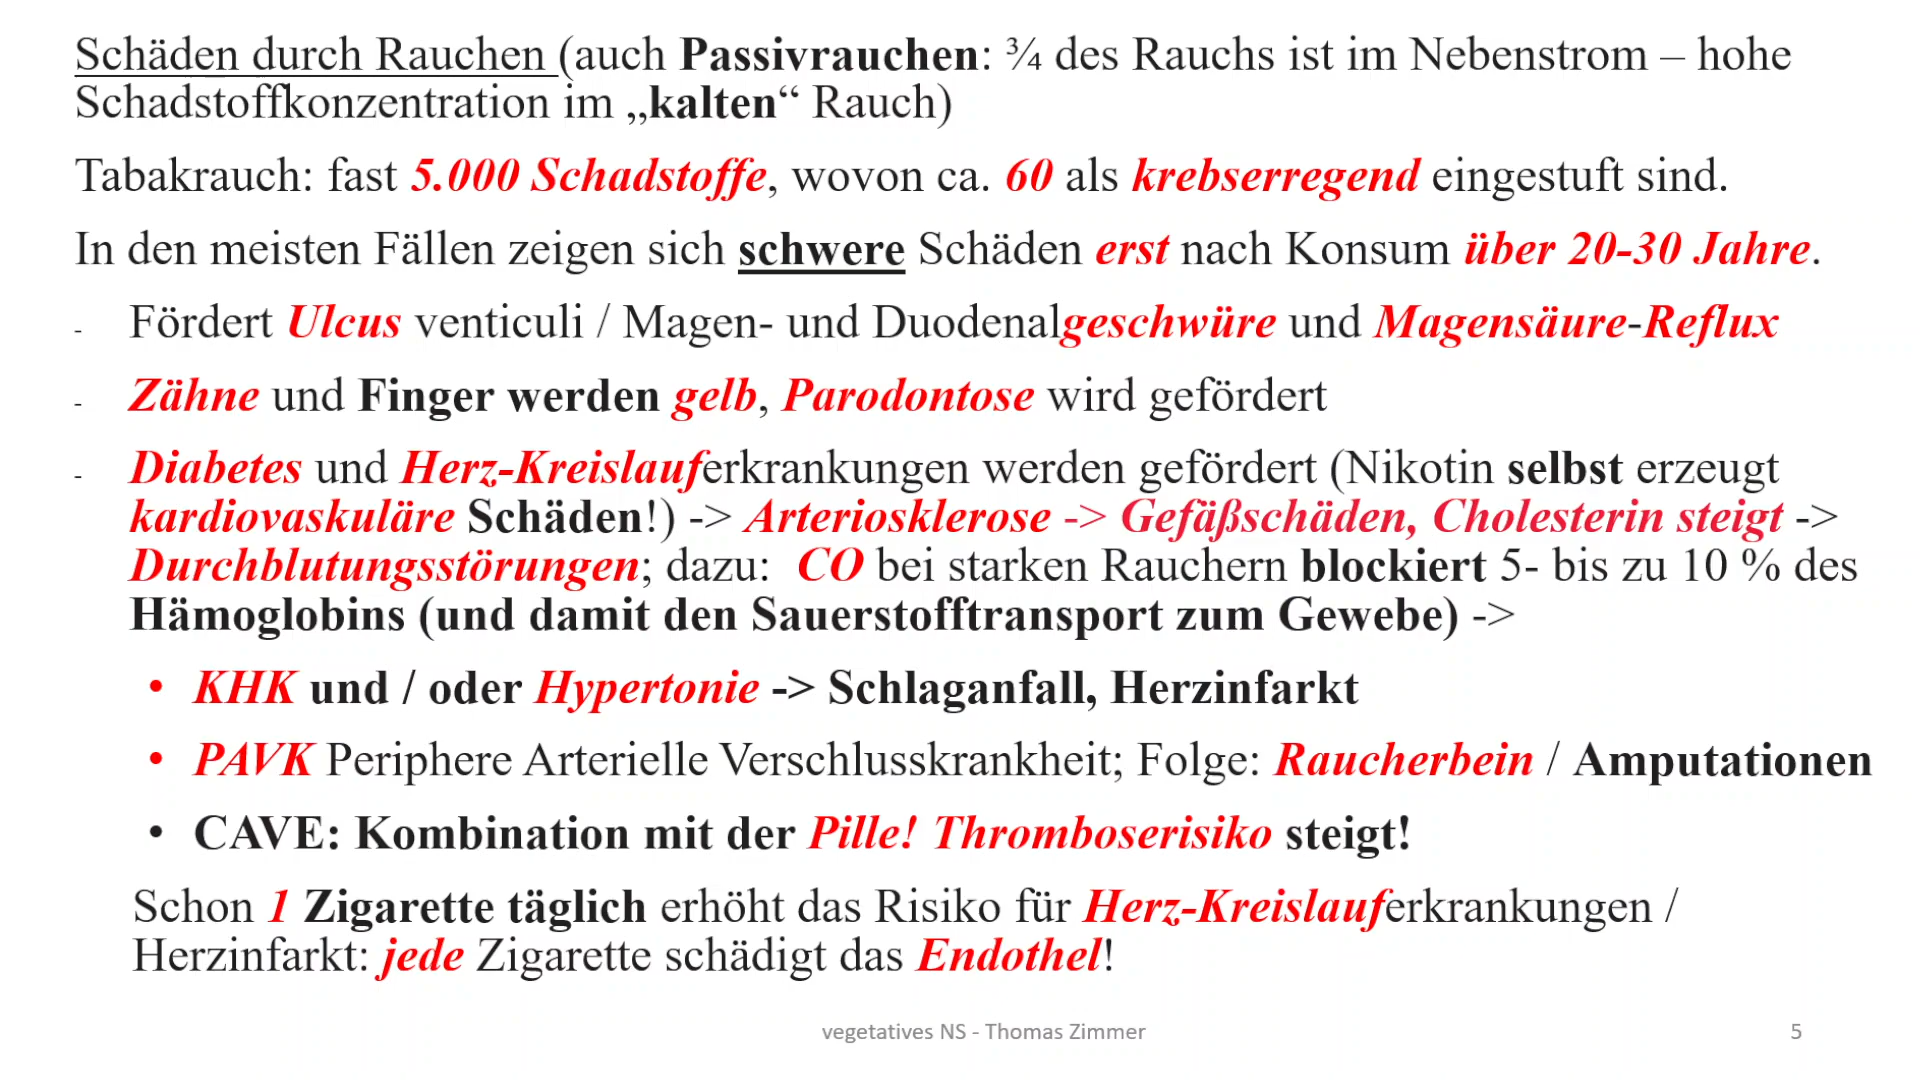 Schäden durch Rauchen (auch Passivrauchen: ¾ des Rauchs ist im Nebenstrom – hohe
Schadstoffkonzentration im „kalten“ Rauch)
Tabakrauch: fast 5.000 Schadstoffe, wovon ca. 60 als krebserregend eingestuft sind.
In den meisten Fällen zeigen sich schwere Schäden erst nach Konsum über 20-30 Jahre.
- Fördert Ulcus venticuli / Magen- und Duodenalgeschwüre und Magensäure-Reflux
- Zähne und Finger werden gelb, Parodontose wird gefördert
- Diabetes und Herz-Kreislauferkrankungen werden gefördert (Nikotin selbst erzeugt
kardiovaskuläre Schäden!) -> Arteriosklerose -> Gefäßschäden, Cholesterin steigt ->
Durchblutungsstörungen; dazu: CO bei starken Rauchern blockiert 5- bis zu 10 % des
Hämoglobins (und damit den Sauerstofftransport zum Gewebe) ->
• KHK und / oder Hypertonie -> Schlaganfall, Herzinfarkt
• PAVK Periphere Arterielle Verschlusskrankheit; Folge: Raucherbein / Amputationen
• CAVE: Kombination mit der Pille! Thromboserisiko steigt!
Schon 1 Zigarette täglich erhöht das Risiko für Herz-Kreislauferkrankungen /
Herzinfarkt: jede Zigarette schädigt das Endothel!
vegetatives NS - Thomas Zimmer 5